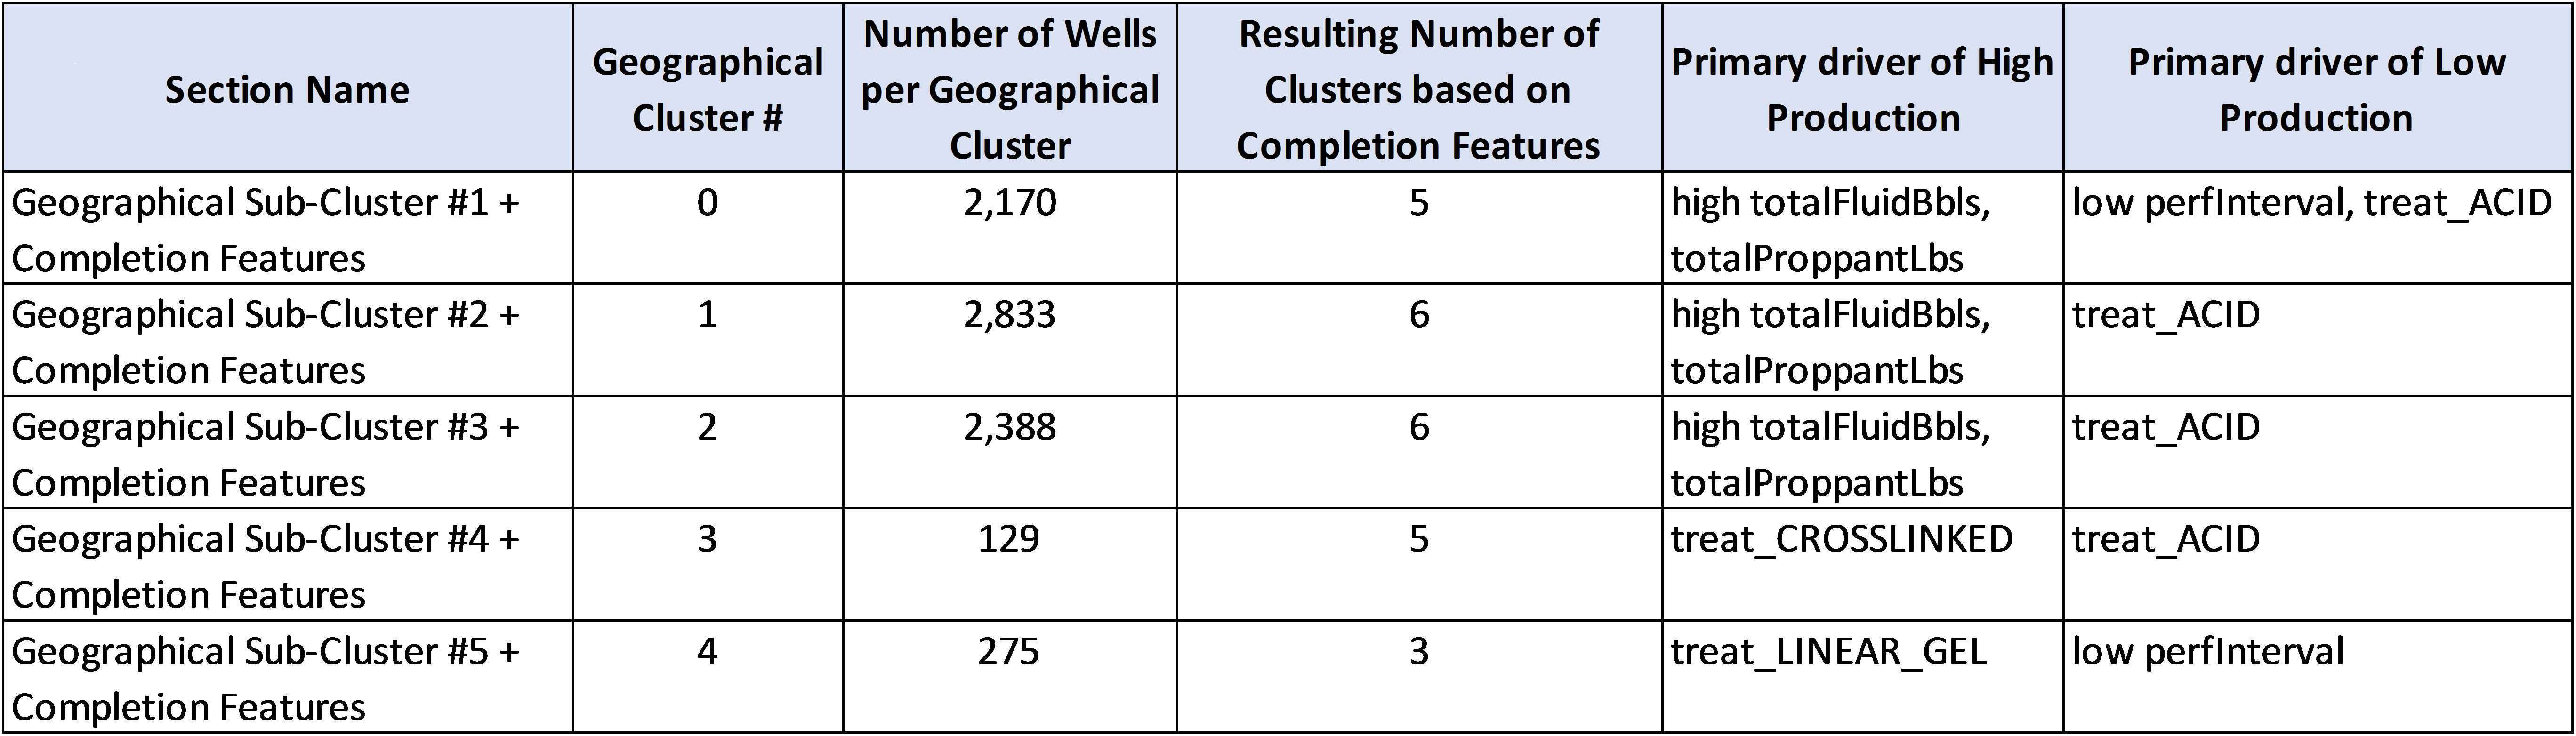 Section Name
Geographical
Cluster #
Number of Wells
per Geographical
Cluster
Resulting Number of
Clusters based on
Completion Features
Primary driver of High
Production
Primary driver of Low
Production
Geographical Sub-Cluster #1 +
Completion Features
0
2,170
5
high totalFluidBbls,
totalProppantLbs
low perfInterval, treat_ACID
Geographical Sub-Cluster #2 +
Completion Features
1
2,833
6
high totalFluidBbls,
totalProppantLbs
treat_ACID
Geographical Sub-Cluster #3 +
Completion Features
2
2,388
6
high totalFluidBbls,
totalProppantLbs
treat_ACID
Geographical Sub-Cluster #4 +
Completion Features
3
129
5
treat_CROSSLINKED
treat_ACID
Geographical Sub-Cluster #5 +
Completion Features
4
275
3
treat_LINEAR_GEL
low perfInterval